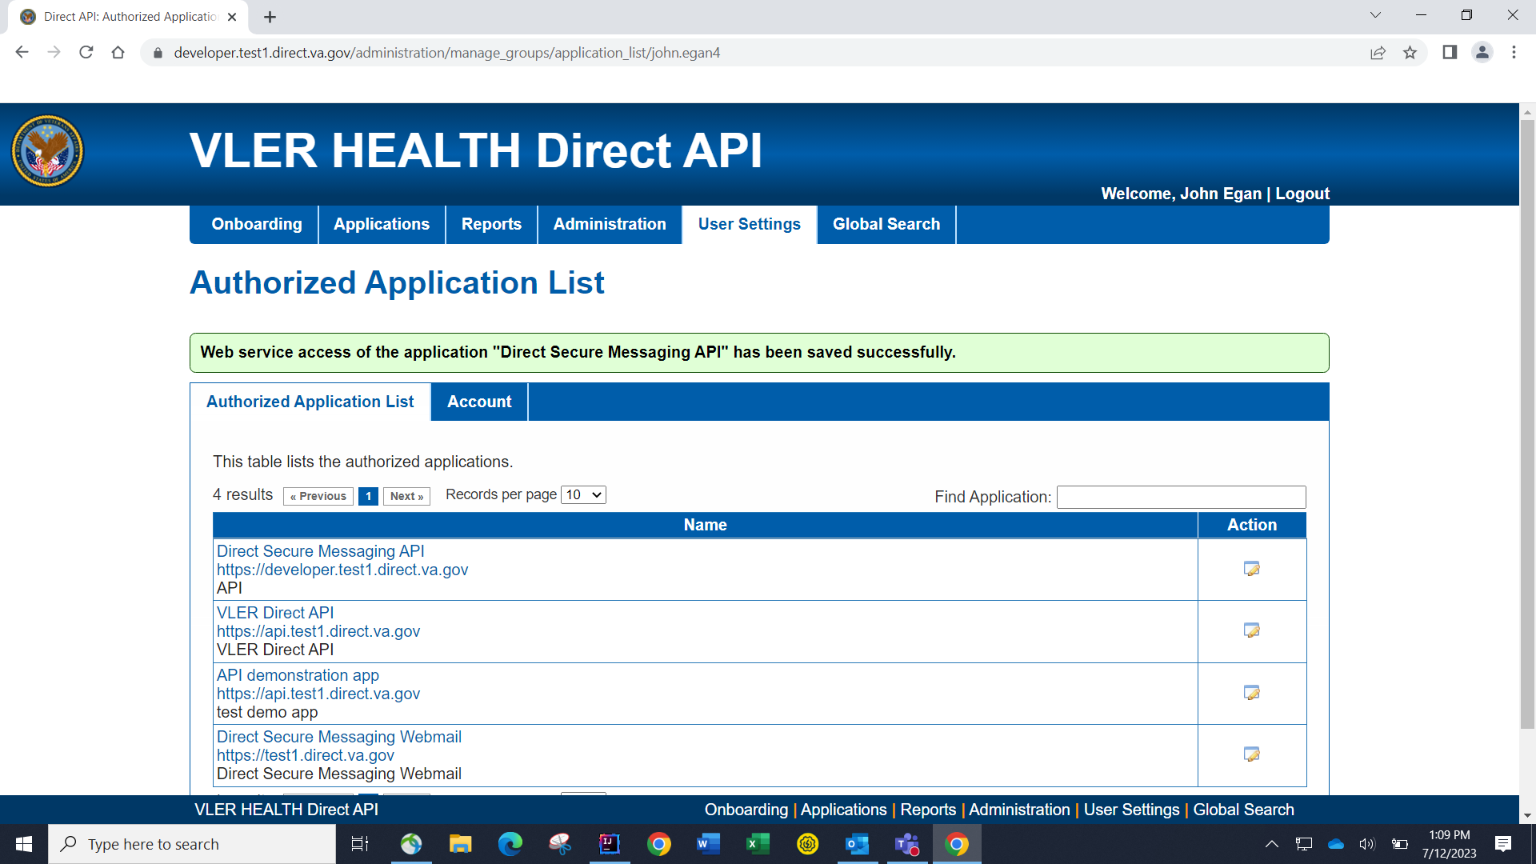 Direct API: Authorized Applicatio
developer.test1.direct.va.gov/administration/manage_groups/application_list/john.egan4
VLER HEALTH Direct API
Welcome, John Egan | Logout
Onboarding Applications Reports Administration User Settings Global Search
Authorized Application List
Web service access of the application "Direct Secure Messaging API" has been saved successfully.
Authorized Application List Account
This table lists the authorized applications.
4 results « Previous 1 Next » Records per page 10 Find Application:
Name Action
Direct Secure Messaging API
https://developer.test1.direct.va.gov
API
VLER Direct API
https://api.test1.direct.va.gov
VLER Direct API
API demonstration app
https://api.test1.direct.va.gov
test demo app
Direct Secure Messaging Webmail
https://test1.direct.va.gov
Direct Secure Messaging Webmail
VLER HEALTH Direct API Onboarding | Applications | Reports | Administration | User Settings | Global Search
Type here to search
1:09 PM
7/12/2023